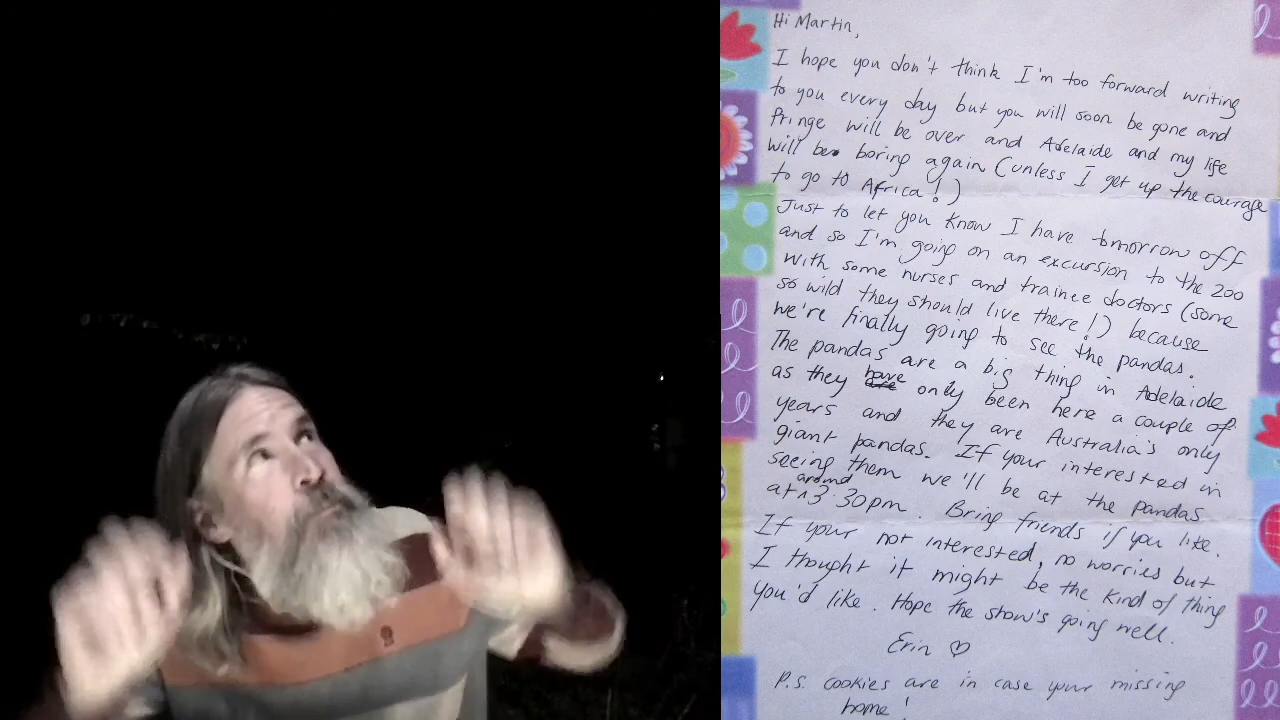 Hi Martin,
I hope you don't think I'm too forward writing
to you every day but you will soon be gone and
Fringe will be over and Adelaide and my life
will be boring again (unless I get up the courage
to go to Africa!)
Just to let you know I have tomorrow off
and so I'm going on an excursion to the zoo
with some nurses and trainee doctors (some
so wild they should live there!) because
we're finally going to see the pandas.
The pandas are a big thing in Adelaide
as they have only been here a couple of
years and they are Australia's only
giant pandas. If your interested in
seeing them we'll be at the pandas
at around 3:30pm. Bring friends if you like.
If your not interested, no worries but
I thought it might be the kind of thing
you'd like. Hope the show's going well.
Erin ♡
P.s. cookies are in case your missing
home!